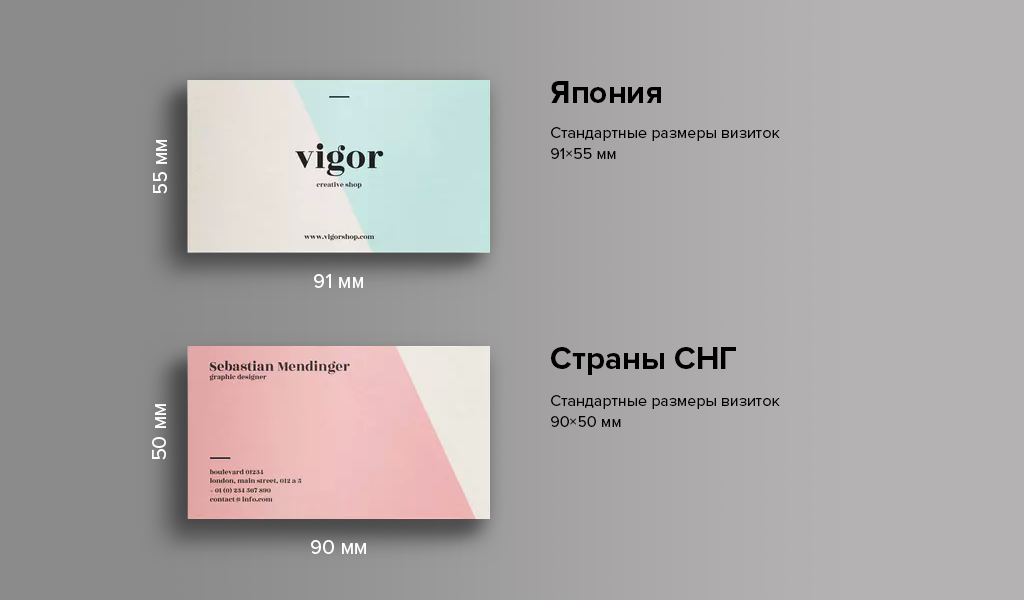 Япония
Стандартные размеры визиток
91×55 мм
55 мм
vigor
creative shop
www.vigorshop.com
91 мм
Страны СНГ
Стандартные размеры визиток
90×50 мм
50 мм
Sebastian Mendinger
graphic designer
boulevard 01234
london, main street, 012 a 5
+ 01 (0) 234 567 890
contact@info.com
90 мм